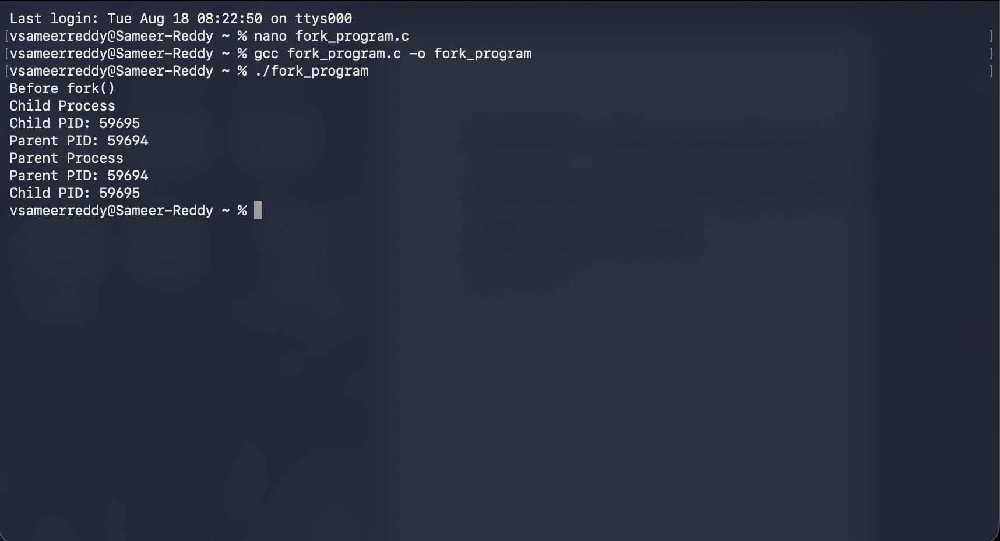 Last login: Tue Aug 18 08:22:50 on ttys000
[vsameerreddy@Sameer-Reddy ~ % nano fork_program.c ]
[vsameerreddy@Sameer-Reddy ~ % gcc fork_program.c -o fork_program ]
[vsameerreddy@Sameer-Reddy ~ % ./fork_program ]
Before fork()
Child Process
Child PID: 59695
Parent PID: 59694
Parent Process
Parent PID: 59694
Child PID: 59695
vsameerreddy@Sameer-Reddy ~ %